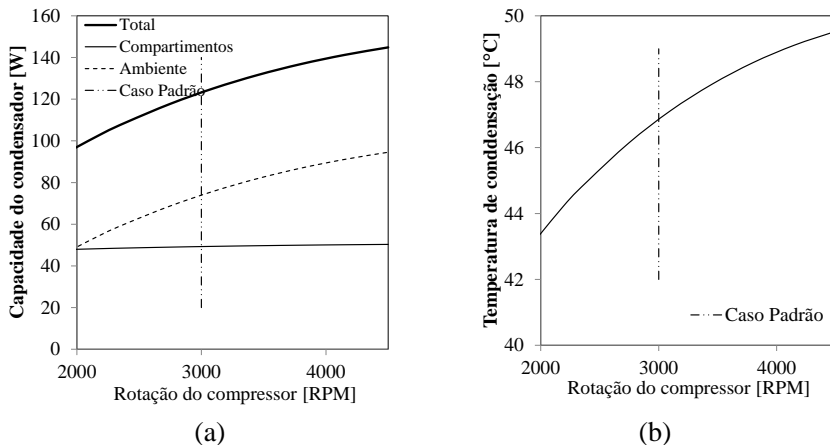 Capacidade do condensador [W]
160
140
120
100
80
60
40
20
0
Total
Compartimentos
Ambiente
Caso Padrão
2000 3000 4000
Rotação do compressor [RPM]
(a)
Temperatura de conddensação [°C]
50
48
46
44
42
40
Caso Padrão
2000 3000 4000
Rotação do compressor [RPM]
(b)